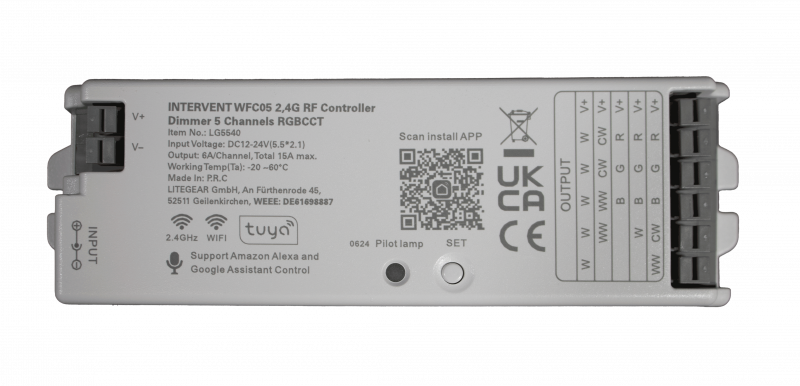 V+
V−
INPUT
INTERVENT WFC05 2,4G RF Controller
Dimmer 5 Channels RGBCCT
Item No.: LG5540
Input Voltage: DC12-24V(5.5*2.1)
Output: 6A/Channel, Total 15A max.
Working Temp(Ta): -20 ~60°C
Made in: P.R.C
LITEGEAR GmbH, An Fürthenrode 45,
52511 Geilenkirchen, WEEE: DE61698887
2.4GHz WIFI tuya
Support Amazon Alexa and
Google Assistant Control
Scan install APP
0624 Pilot lamp SET
UK
CA
CE
OUTPUT
W W W W V+
WW WW CW CW V+
B G R V+
W B G R V+
WW CW B G R V+